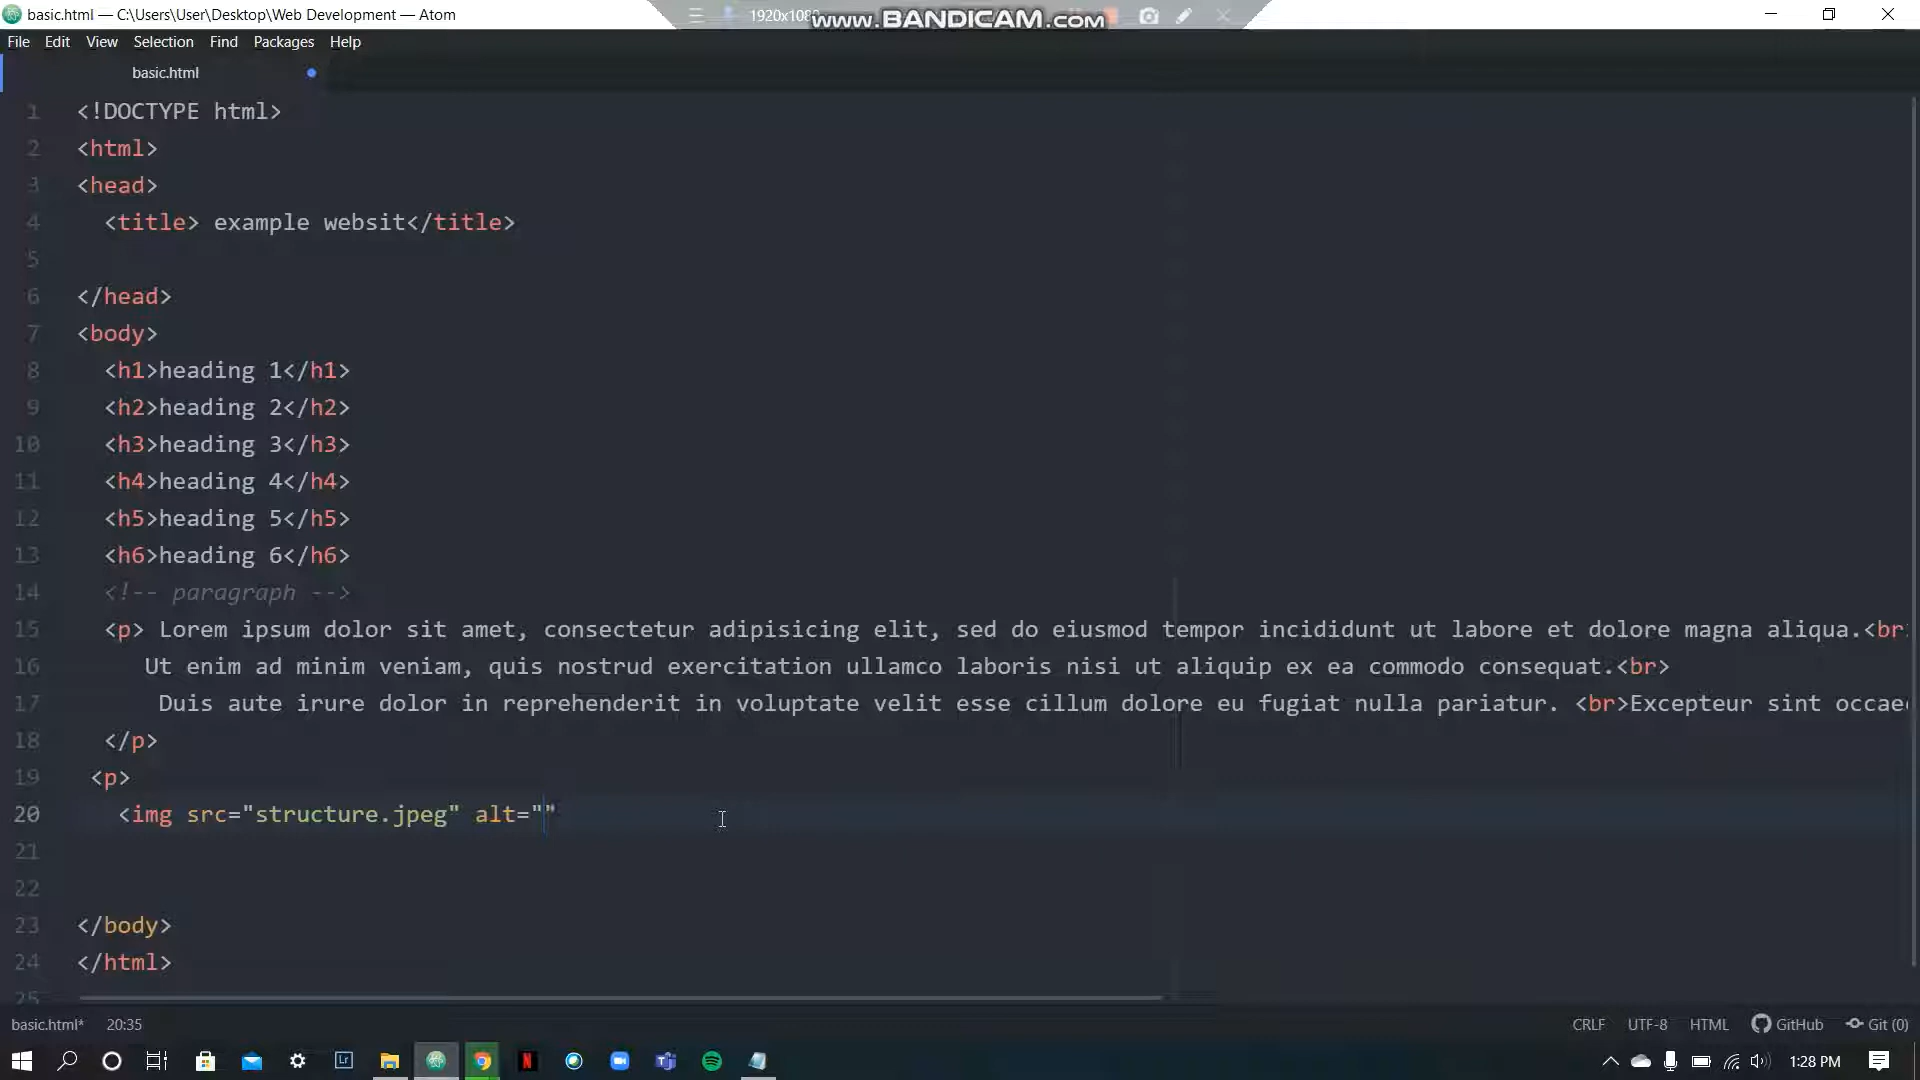 basic.html — C:\Users\User\Desktop\Web Development — Atom
1920x108
www.BANDICAM.com
File Edit View Selection Find Packages Help
basic.html
1 <!DOCTYPE html>
2 <html>
3 <head>
4 <title> example websit</title>
5
6 </head>
7 <body>
8 <h1>heading 1</h1>
9 <h2>heading 2</h2>
10 <h3>heading 3</h3>
11 <h4>heading 4</h4>
12 <h5>heading 5</h5>
13 <h6>heading 6</h6>
14 <!-- paragraph -->
15 <p> Lorem ipsum dolor sit amet, consectetur adipisicing elit, sed do eiusmod tempor incididunt ut labore et dolore magna aliqua.<br
16 Ut enim ad minim veniam, quis nostrud exercitation ullamco laboris nisi ut aliquip ex ea commodo consequat.<br>
17 Duis aute irure dolor in reprehenderit in voluptate velit esse cillum dolore eu fugiat nulla pariatur. <br>Excepteur sint occae
18 </p>
19 <p>
20 <img src="structure.jpeg" alt=""
21
22
23 </body>
24 </html>
25
basic.html* 20:35 CRLF UTF-8 HTML GitHub Git (0)
Lr N 1:28 PM